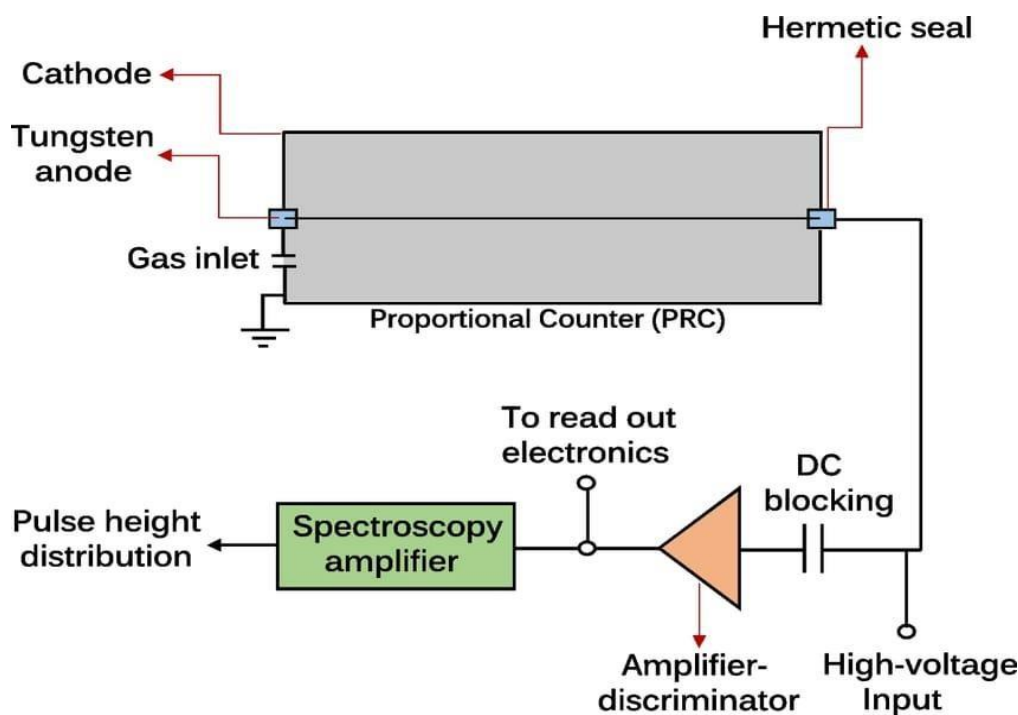 Hermetic seal
Cathode
Tungsten
anode
Gas inlet
Proportional Counter (PRC)
To read out
electronics
DC
blocking
Pulse height
distribution
Spectroscopy
amplifier
Amplifier-
discriminator
High-voltage
Input